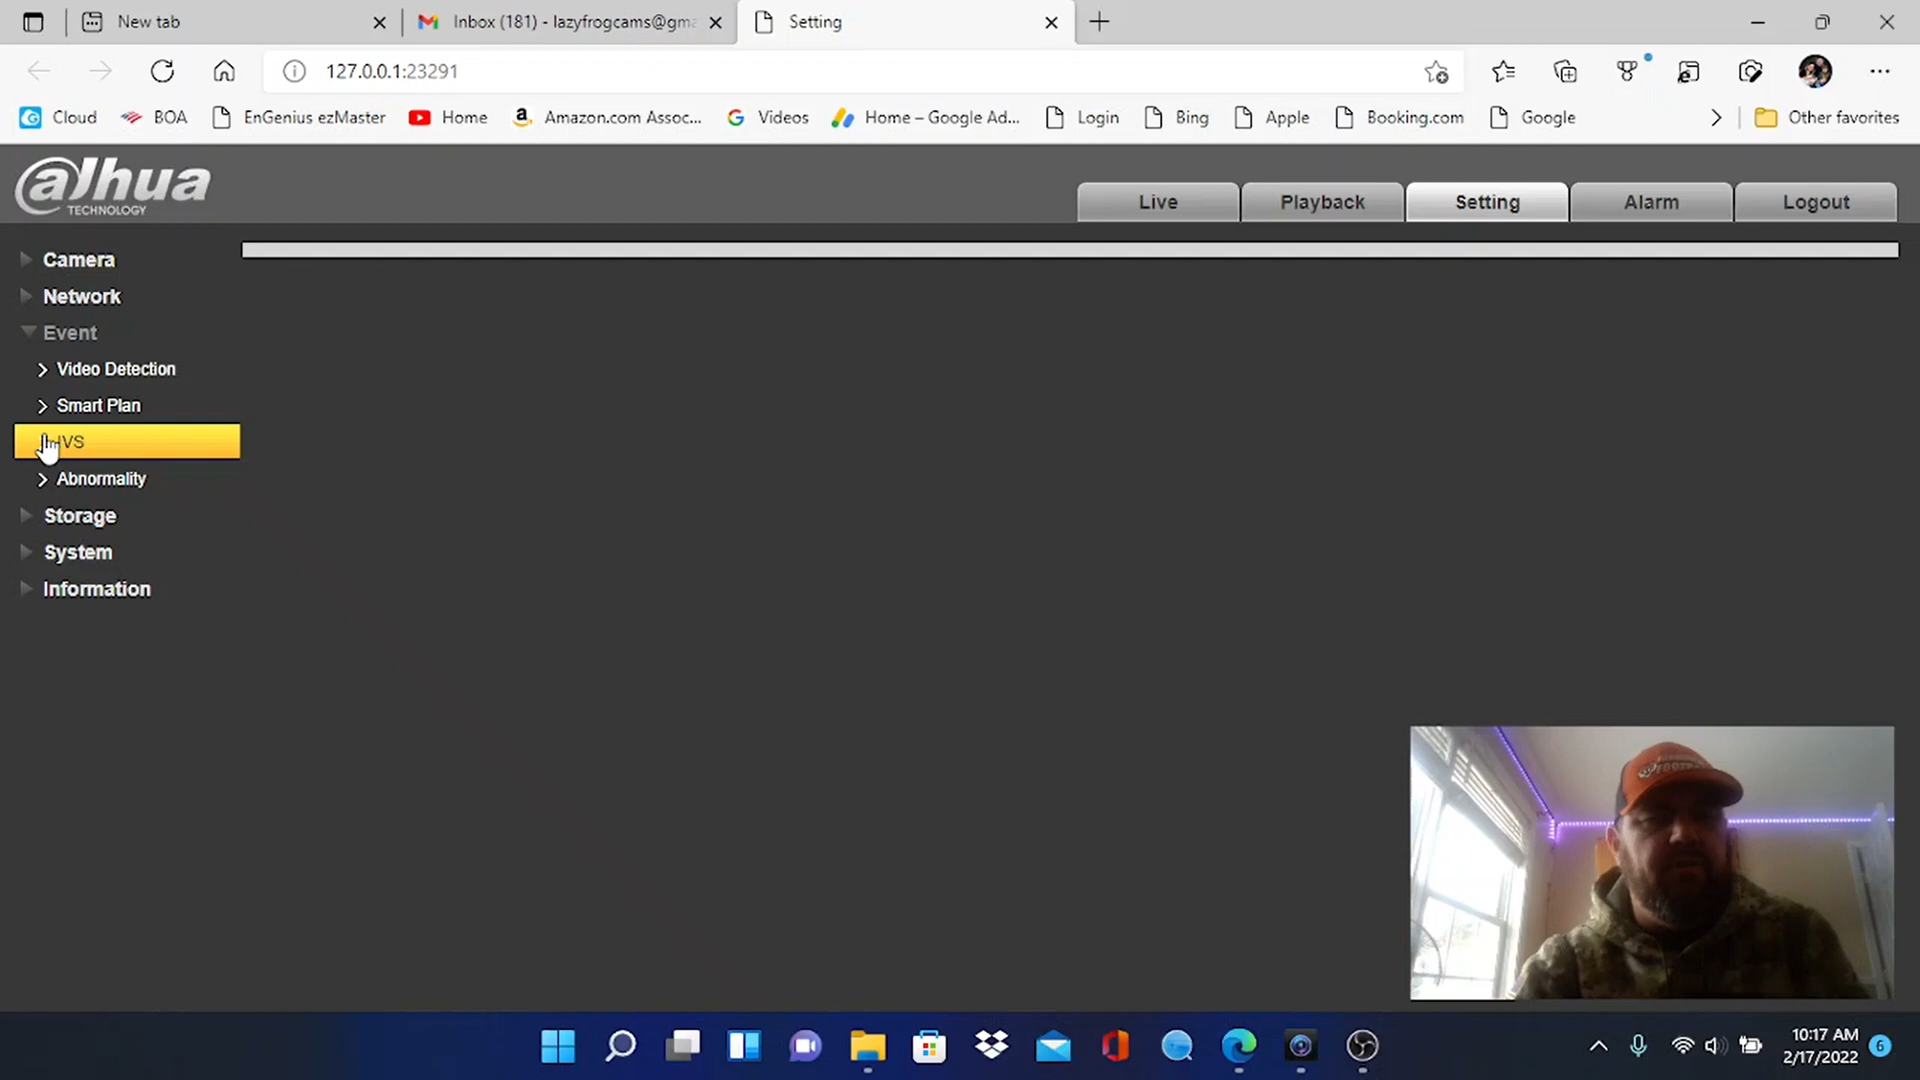 New tab
Inbox (181) - lazyfrogcams@gma
Setting
127.0.0.1:23291
Cloud
BOA
EnGenius ezMaster
Home
Amazon.com Assoc...
Videos
Home – Google Ad...
Login
Bing
Apple
Booking.com
Google
Other favorites
alhua
TECHNOLOGY
Live
Playback
Setting
Alarm
Logout
Camera
Network
Event
Video Detection
Smart Plan
IVS
Abnormality
Storage
System
Information
10:17 AM
2/17/2022
6